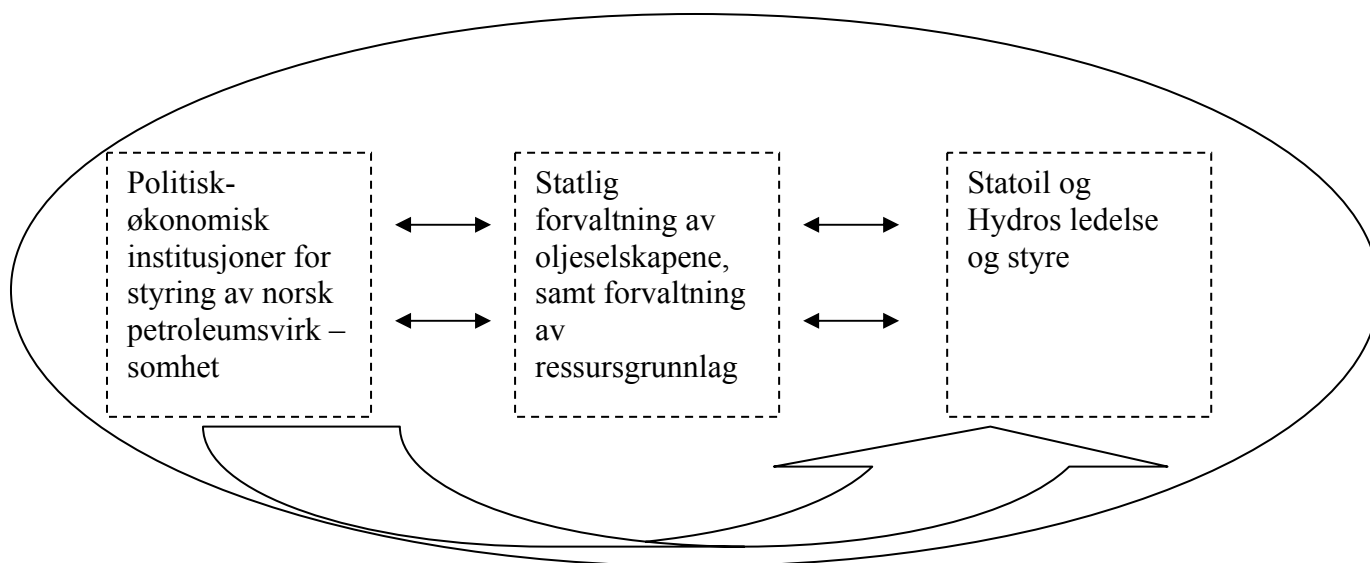 Politisk-
økonomisk
institusjoner for
styring av norsk
petroleumsvirk –
somhet
Statlig
forvaltning av
oljeselskapene,
samt forvaltning
av
ressursgrunnlag
Statoil og
Hydros ledelse
og styre